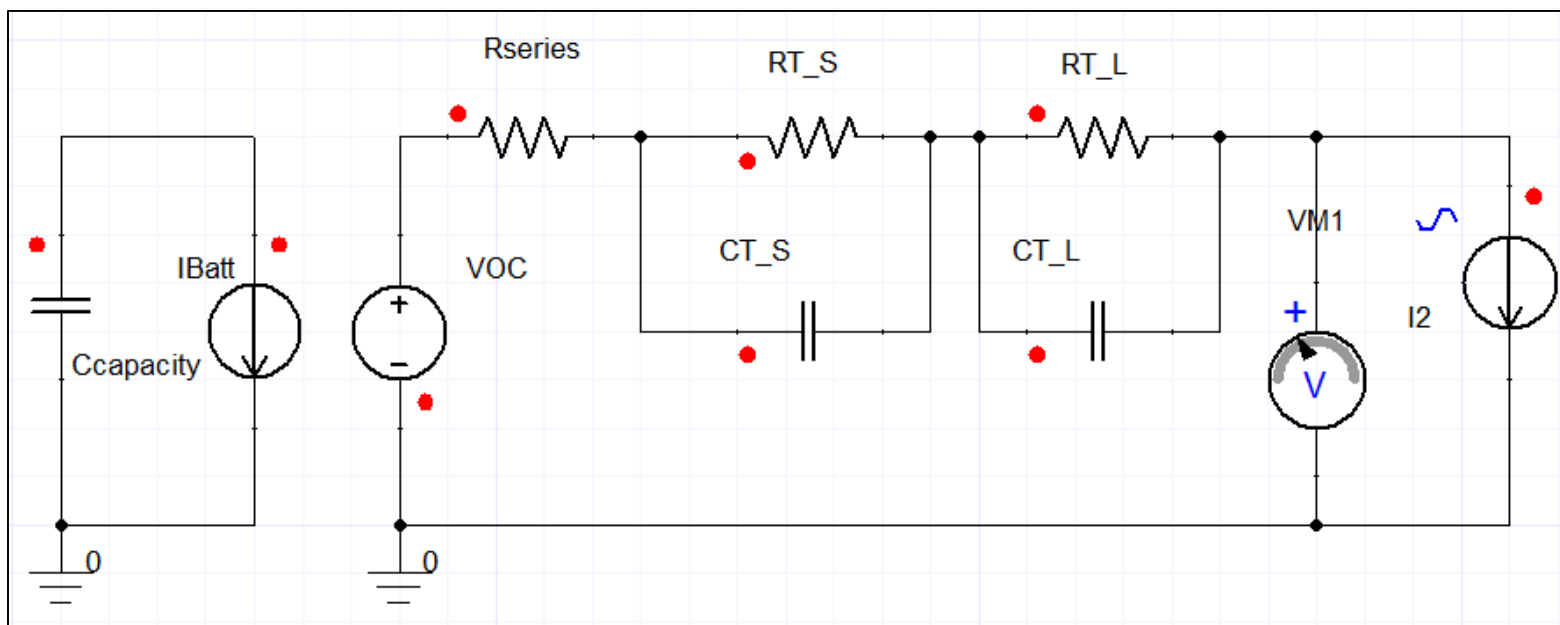 Rseries
RT_S
RT_L
IBatt
VOC
CT_S
CT_L
VM1
I2
Ccapacity
+
−
+
V
0
0